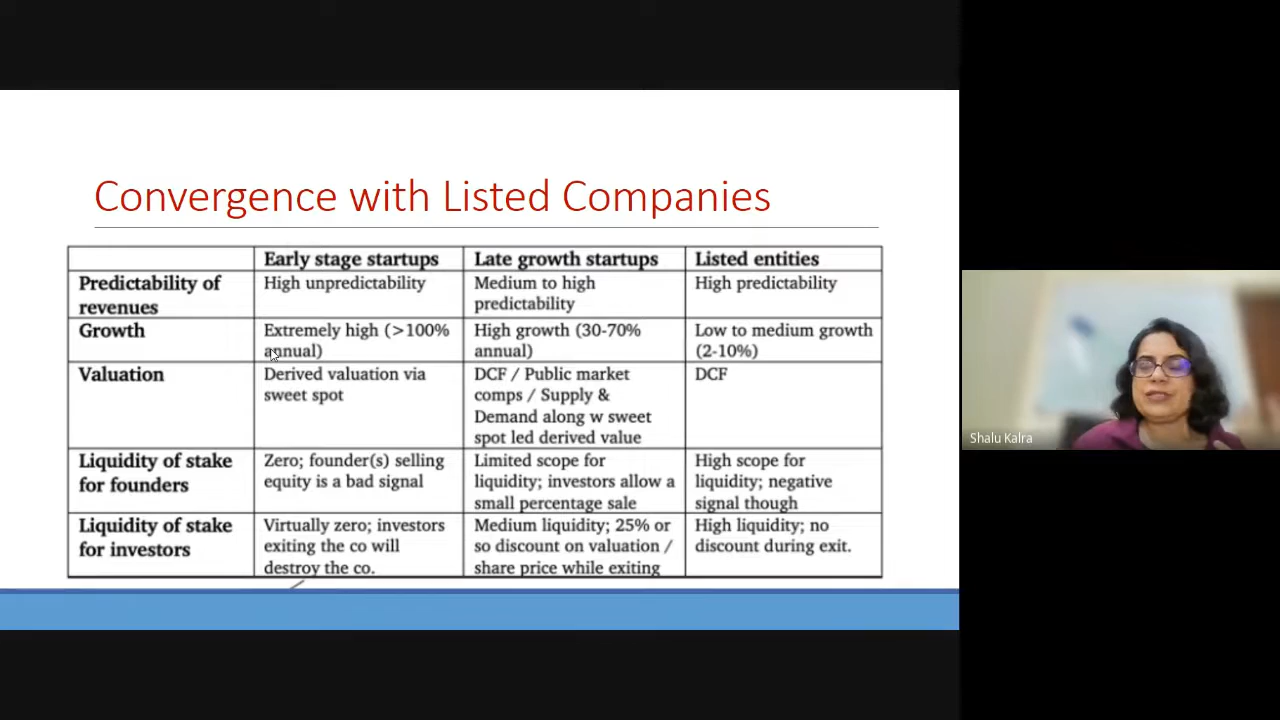 Convergence with Listed Companies
Early stage startups
Late growth startups
Listed entities
Predictability of
revenues
High unpredictability
Medium to high
predictability
High predictability
Growth
Extremely high (>100%
annual)
High growth (30-70%
annual)
Low to medium growth
(2-10%)
Valuation
Derived valuation via
sweet spot
DCF / Public market
comps / Supply &
Demand along w sweet
spot led derived value
DCF
Liquidity of stake
for founders
Zero; founder(s) selling
equity is a bad signal
Limited scope for
liquidity; investors allow a
small percentage sale
High scope for
liquidity; negative
signal though
Liquidity of stake
for investors
Virtually zero; investors
exiting the co will
destroy the co.
Medium liquidity; 25% or
so discount on valuation /
share price while exiting
High liquidity; no
discount during exit.
Shalu Kalra